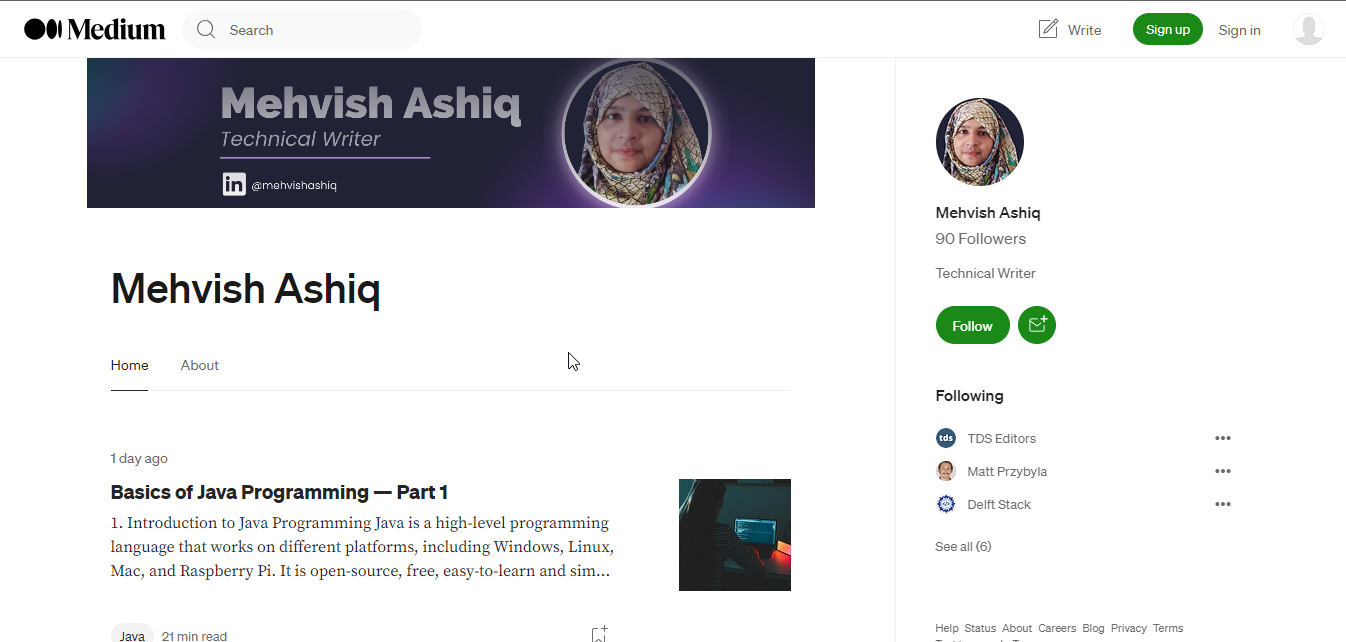 Medium
Search
Write
Sign up
Sign in
Mehvish Ashiq
Technical Writer
in @mehvishashiq
Mehvish Ashiq
Home
About
1 day ago
Basics of Java Programming — Part 1
1. Introduction to Java Programming Java is a high-level programming
language that works on different platforms, including Windows, Linux,
Mac, and Raspberry Pi. It is open-source, free, easy-to-learn and sim...
Java
21 min read
Mehvish Ashiq
90 Followers
Technical Writer
Follow
Following
tds TDS Editors
Matt Przybyla
Delft Stack
See all (6)
Help Status About Careers Blog Privacy Terms